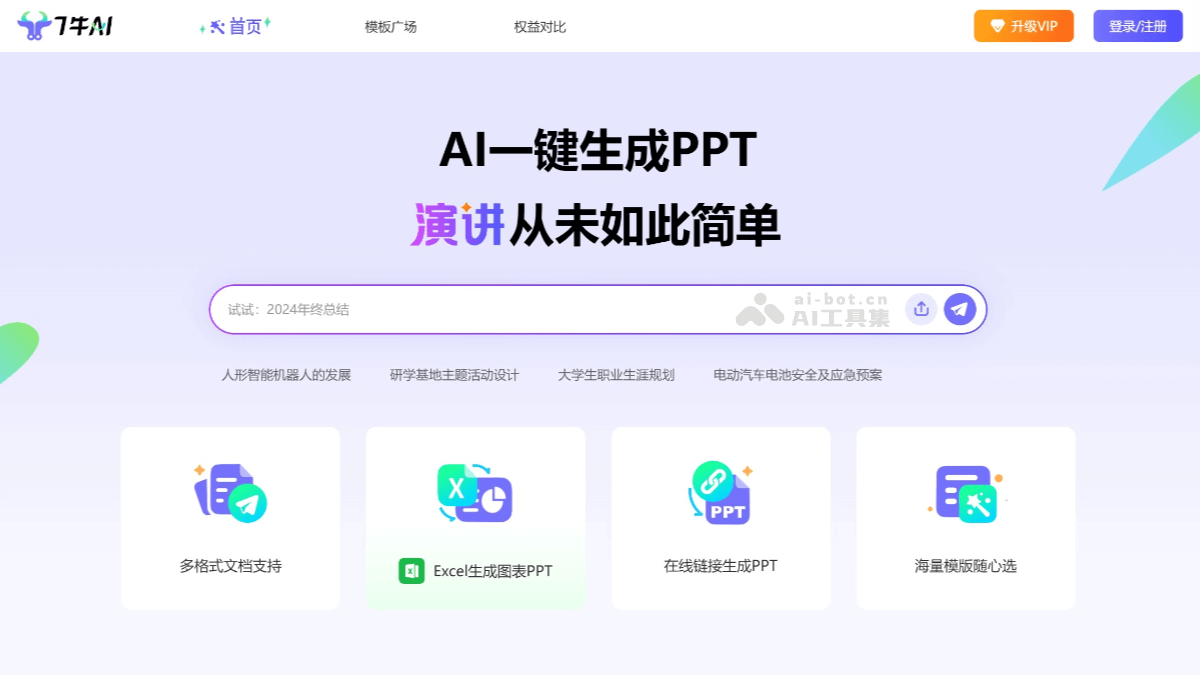 7牛AI
首页
模板广场
权益对比
升级VIP
登录/注册
AI一键生成PPT
演讲从未如此简单
试试：2024年终总结
ai-bot.cn
AI工具集
人形智能机器人的发展
研学基地主题活动设计
大学生职业生涯规划
电动汽车电池安全及应急预案
X
PPT
多格式文档支持
Excel生成图表PPT
在线链接生成PPT
海量模版随心选